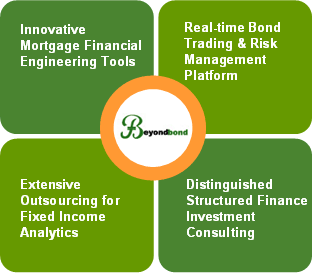 Innovative
Mortgage Financial
Engineering Tools
Real-time Bond
Trading & Risk
Management
Platform
Beyondbond
Extensive
Outsourcing for
Fixed Income
Analytics
Distinguished
Structured Finance
Investment
Consulting